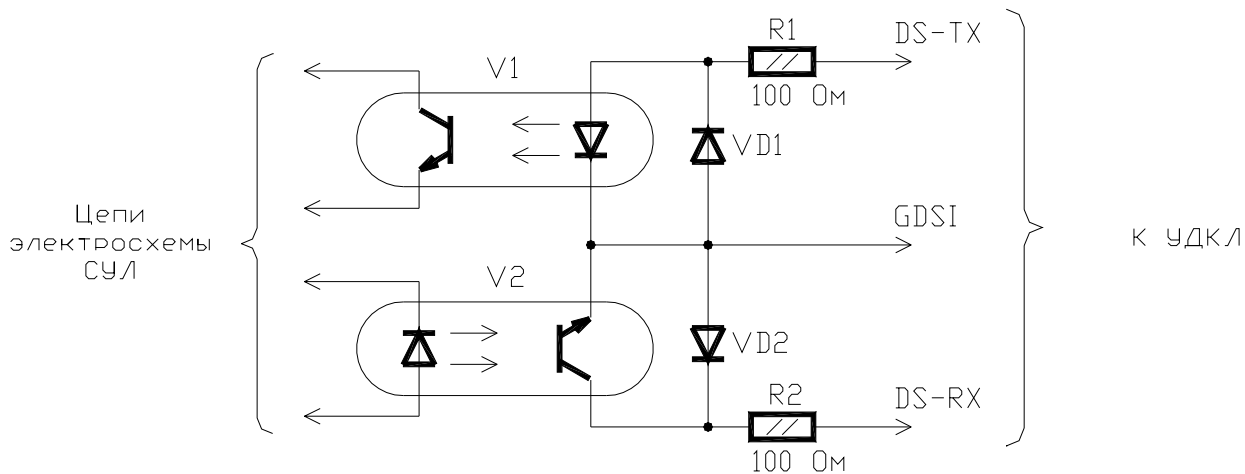 R1
DS-TX
V1
100 Ом
VD1
Цепи
электросхемы
СУЛ
GDSI
К УДКЛ
V2
VD2
R2
DS-RX
100 Ом